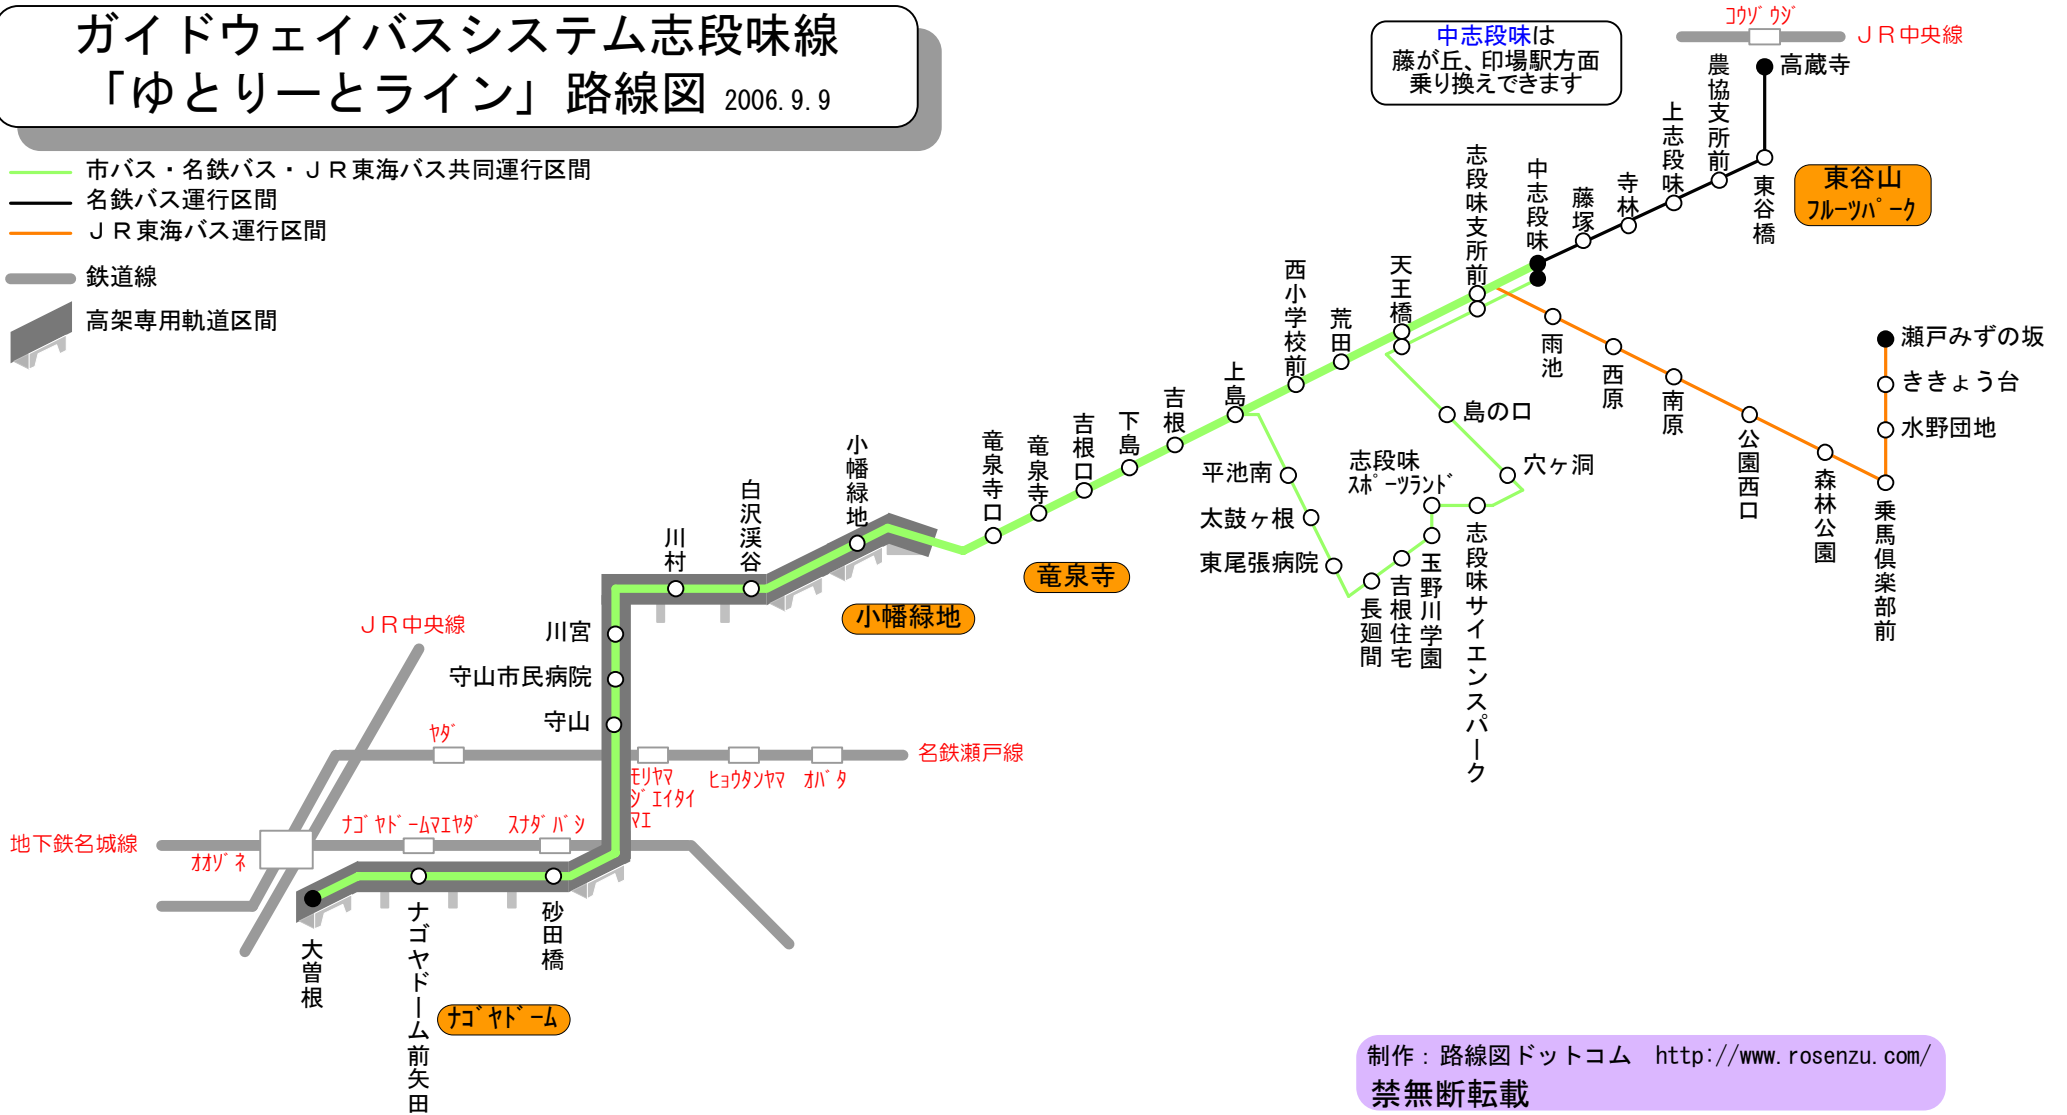 ガイドウェイバスシステム志段味線
「ゆとりーとライン」路線図 2006.9.9
市バス・名鉄バス・ＪＲ東海バス共同運行区間
名鉄バス運行区間
ＪＲ東海バス運行区間
鉄道線
高架専用軌道区間
中志段味は
藤が丘、印場駅方面
乗り換えできます
ｺｳｿﾞｳｼﾞ
ＪＲ中央線
高蔵寺
農協支所前
上志段味
東谷橋
東谷山
ﾌﾙｰﾂﾊﾟｰｸ
寺林
藤塚
中志段味
志段味支所前
天王橋
荒田
西小学校前
上島
吉根
下島
吉根口
竜泉寺
竜泉寺口
小幡緑地
白沢渓谷
川村
川宮
守山市民病院
守山
砂田橋
ナゴヤドーム前矢田
大曽根
雨池
西原
南原
公園西口
森林公園
乗馬倶楽部前
水野団地
ききょう台
瀬戸みずの坂
島の口
穴ヶ洞
志段味サイエンスパーク
志段味
ｽﾎﾟｰﾂﾗﾝﾄﾞ
玉野川学園
吉根住宅
長廻間
東尾張病院
太鼓ヶ根
平池南
竜泉寺
小幡緑地
ﾅｺﾞﾔﾄﾞｰﾑ
ＪＲ中央線
ﾔﾀﾞ
名鉄瀬戸線
ﾓﾘﾔﾏ
ｼﾞｴｲﾀｲ
ﾏｴ
ﾋｮｳﾀﾝﾔﾏ
ｵﾊﾞﾀ
地下鉄名城線
ｵｵｿﾞﾈ
ﾅｺﾞﾔﾄﾞｰﾑﾏｴﾔﾀﾞ
ｽﾅﾀﾞﾊﾞｼ
制作：路線図ドットコム http://www.rosenzu.com/
禁無断転載